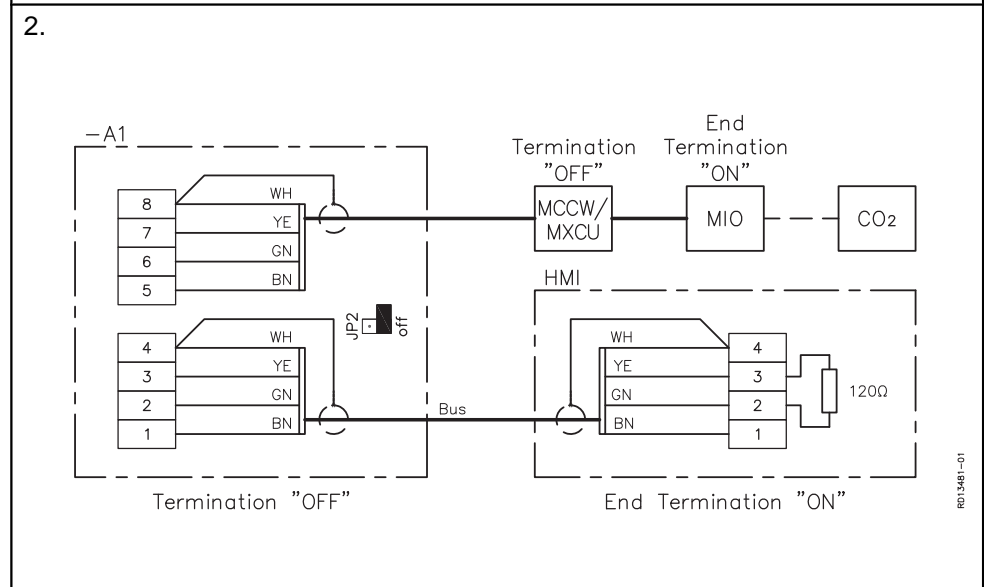 2.
-A1
Termination
"OFF"
End
Termination
"ON"
8
7
6
5
WH
YE
GN
BN
MCCW/
MXCU
MIO
CO2
JP2
off
HMI
4
3
2
1
WH
YE
GN
BN
Bus
WH
YE
GN
BN
4
3
2
1
120Ω
Termination "OFF"
End Termination "ON"
RD13481-01